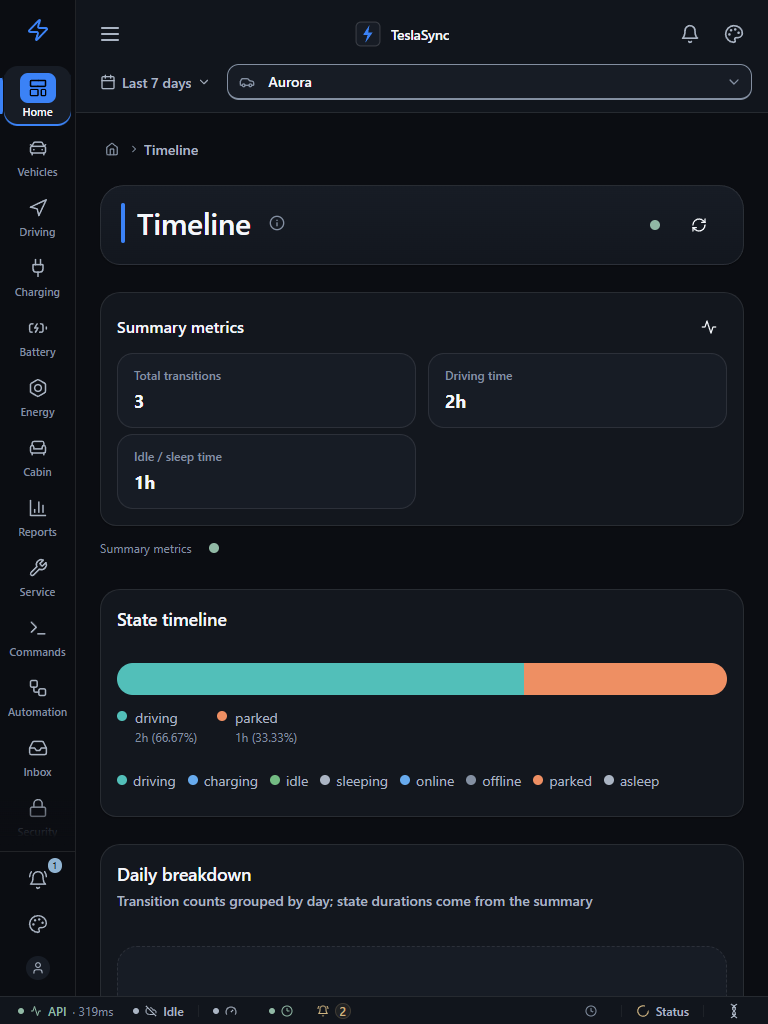 TeslaSync
Last 7 days
Aurora
Home
Vehicles
Driving
Charging
Battery
Energy
Cabin
Reports
Service
Commands
Automation
Inbox
Security
1
Timeline
Timeline
Summary metrics
Total transitions
3
Driving time
2h
Idle / sleep time
1h
Summary metrics
State timeline
driving
2h (66.67%)
parked
1h (33.33%)
driving charging idle sleeping online offline parked asleep
Daily breakdown
Transition counts grouped by day; state durations come from the summary
API · 319ms Idle 2 Status